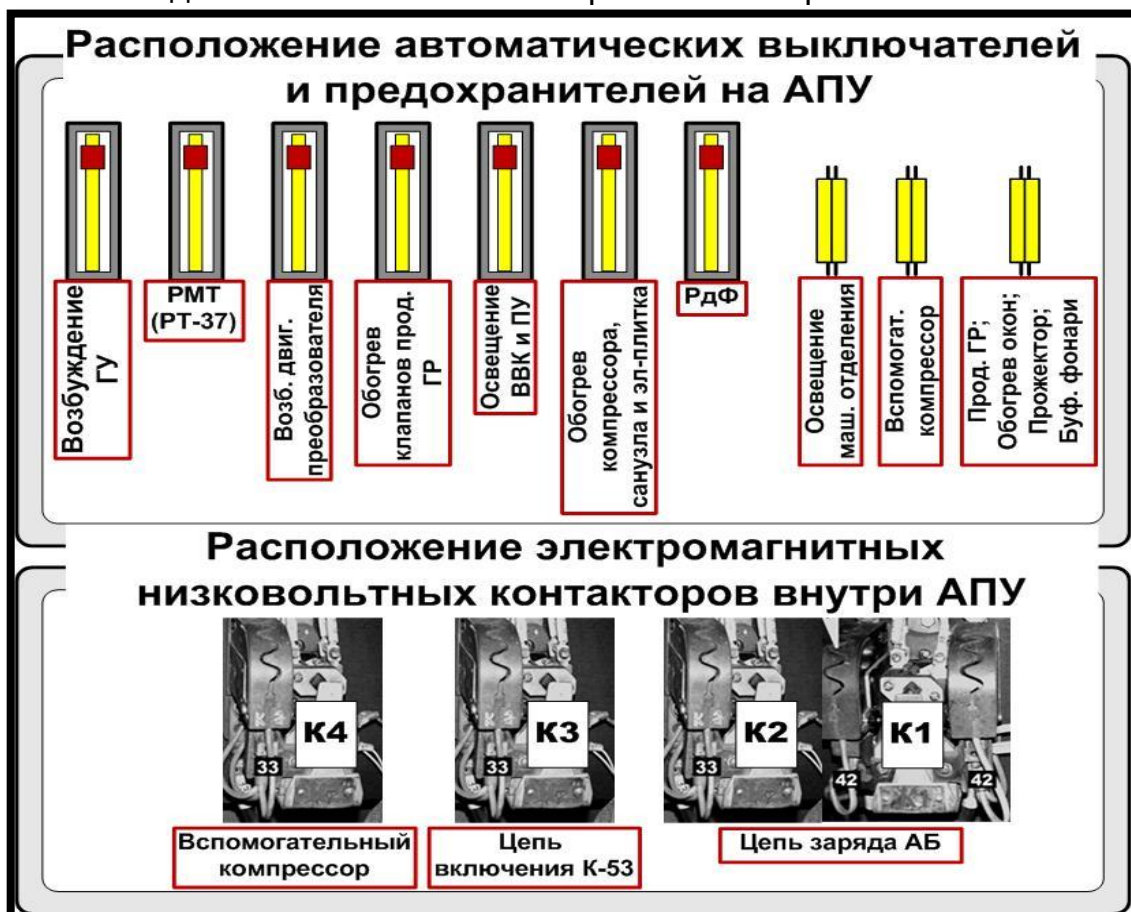 Расположение автоматических выключателей
и предохранителей на АПУ
Возбуждение
ГУ
РМТ
(РТ-37)
Возб. двиг.
преобразователя
Обогрев
клапанов прод.
ГР
Освещение
ВВК и ПУ
Обогрев
компрессора,
санузла и эл-плитка
РдФ
Освещение
маш. отделения
Вспомогат.
компрессор
Прод. ГР;
Обогрев окон;
Прожектор;
Буф. фонари
Расположение электромагнитных
низковольтных контакторов внутри АПУ
К4
33
К3
33
К2
33
К1
42
42
Вспомогательный
компрессор
Цепь
включения К-53
Цепь заряда АБ